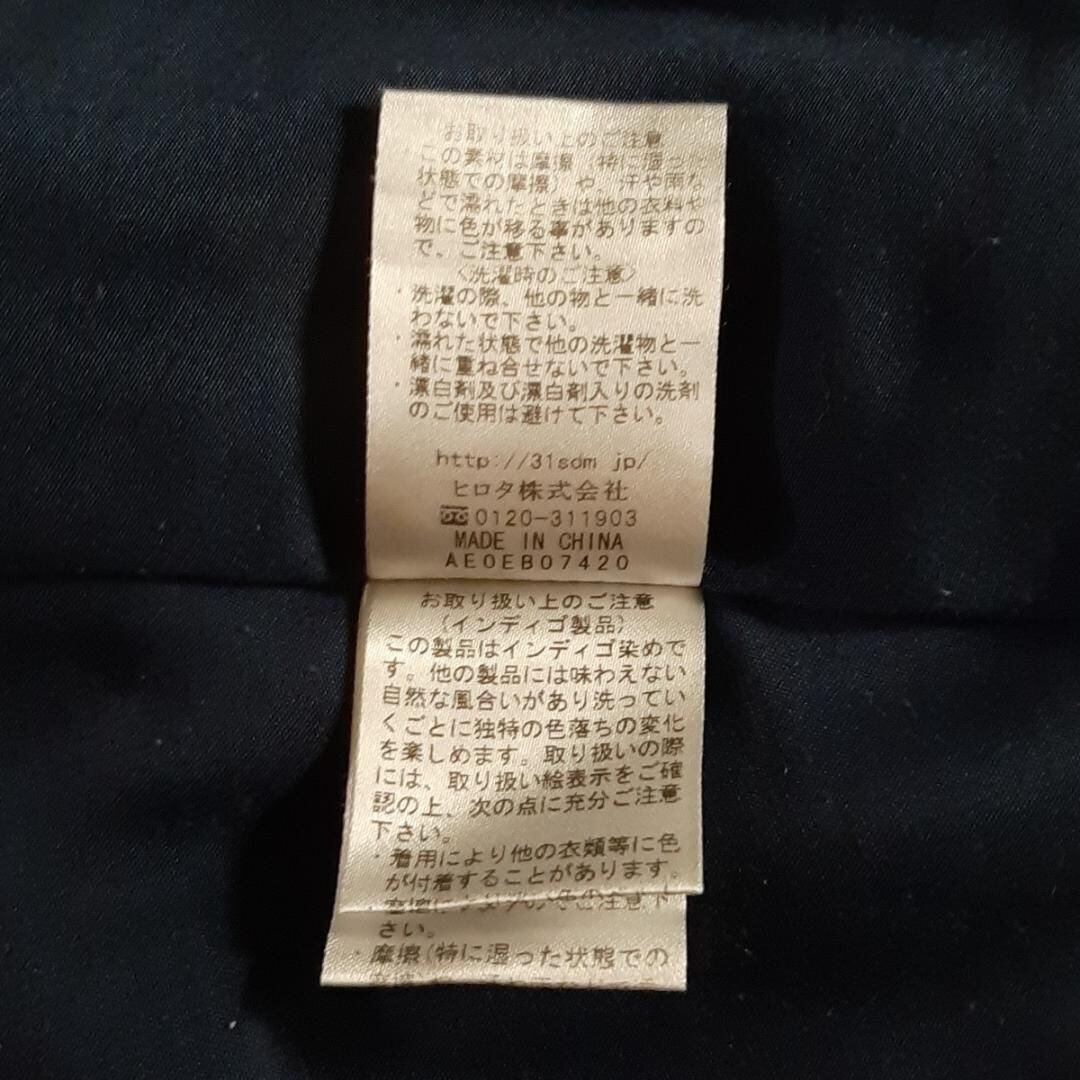 お取り扱い上のご注意
この素材は摩擦(特に湿った
状態での摩擦)や、汗や雨な
どで濡れたときは他の衣料や
物に色が移る事がありますの
で、ご注意下さい。
〈洗濯時のご注意〉
・洗濯の際、他の物と一緒に洗
わないで下さい。
・濡れた状態で他の洗濯物と一
緒に重ね合せないで下さい。
・漂白剤及び漂白剤入りの洗剤
のご使用は避けて下さい。
http://31sdm jp/
ヒロタ株式会社
0120-311903
MADE IN CHINA
AE0EB07420
お取り扱い上のご注意
(インディゴ製品)
この製品はインディゴ染めで
す。他の製品には味わえない
自然な風合いがあり洗ってい
くごとに独特の色落ちの変化
を楽しめます。取り扱いの際
には、取り扱い絵表示をご確
認の上、次の点に充分ご注意
下さい。
・着用により他の衣類等に色
が付着することがあります。
ご注意下
さい。
・摩擦(特に湿った状態での